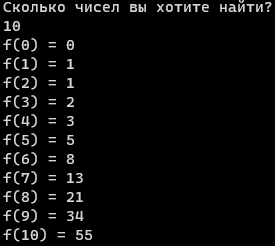 Сколько чисел вы хотите найти?
10
f(0) = 0
f(1) = 1
f(2) = 1
f(3) = 2
f(4) = 3
f(5) = 5
f(6) = 8
f(7) = 13
f(8) = 21
f(9) = 34
f(10) = 55